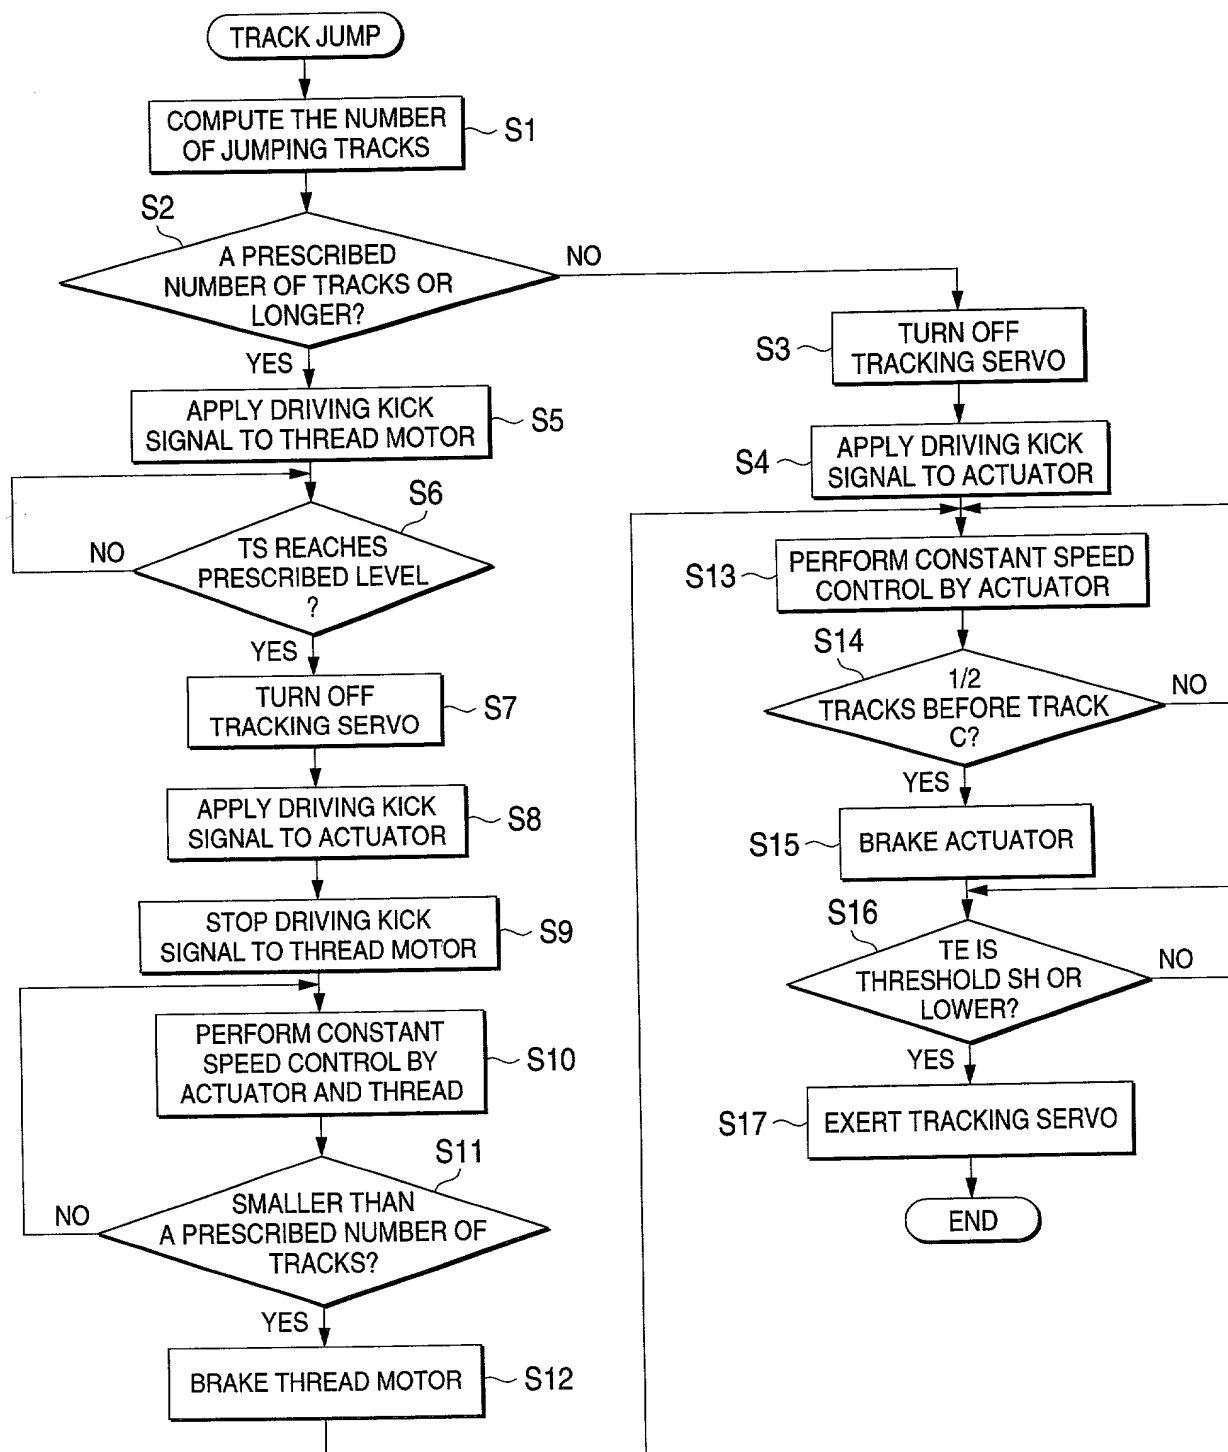 TRACK JUMP
COMPUTE THE NUMBER
OF JUMPING TRACKS
S1
S2
A PRESCRIBED
NUMBER OF TRACKS OR
LONGER?
NO
YES
APPLY DRIVING KICK
SIGNAL TO THREAD MOTOR
S5
S6
TS REACHES
PRESCRIBED LEVEL
?
NO
YES
TURN OFF
TRACKING SERVO
S7
APPLY DRIVING KICK
SIGNAL TO ACTUATOR
S8
STOP DRIVING KICK
SIGNAL TO THREAD MOTOR
S9
PERFORM CONSTANT
SPEED CONTROL BY
ACTUATOR AND THREAD
S10
S11
SMALLER THAN
A PRESCRIBED NUMBER OF
TRACKS?
NO
YES
BRAKE THREAD MOTOR
S12
S3
TURN OFF
TRACKING SERVO
S4
APPLY DRIVING KICK
SIGNAL TO ACTUATOR
S13
PERFORM CONSTANT SPEED
CONTROL BY ACTUATOR
S14
1/2
TRACKS BEFORE TRACK
C?
NO
YES
S15
BRAKE ACTUATOR
S16
TE IS
THRESHOLD SH OR
LOWER?
NO
YES
S17
EXERT TRACKING SERVO
END